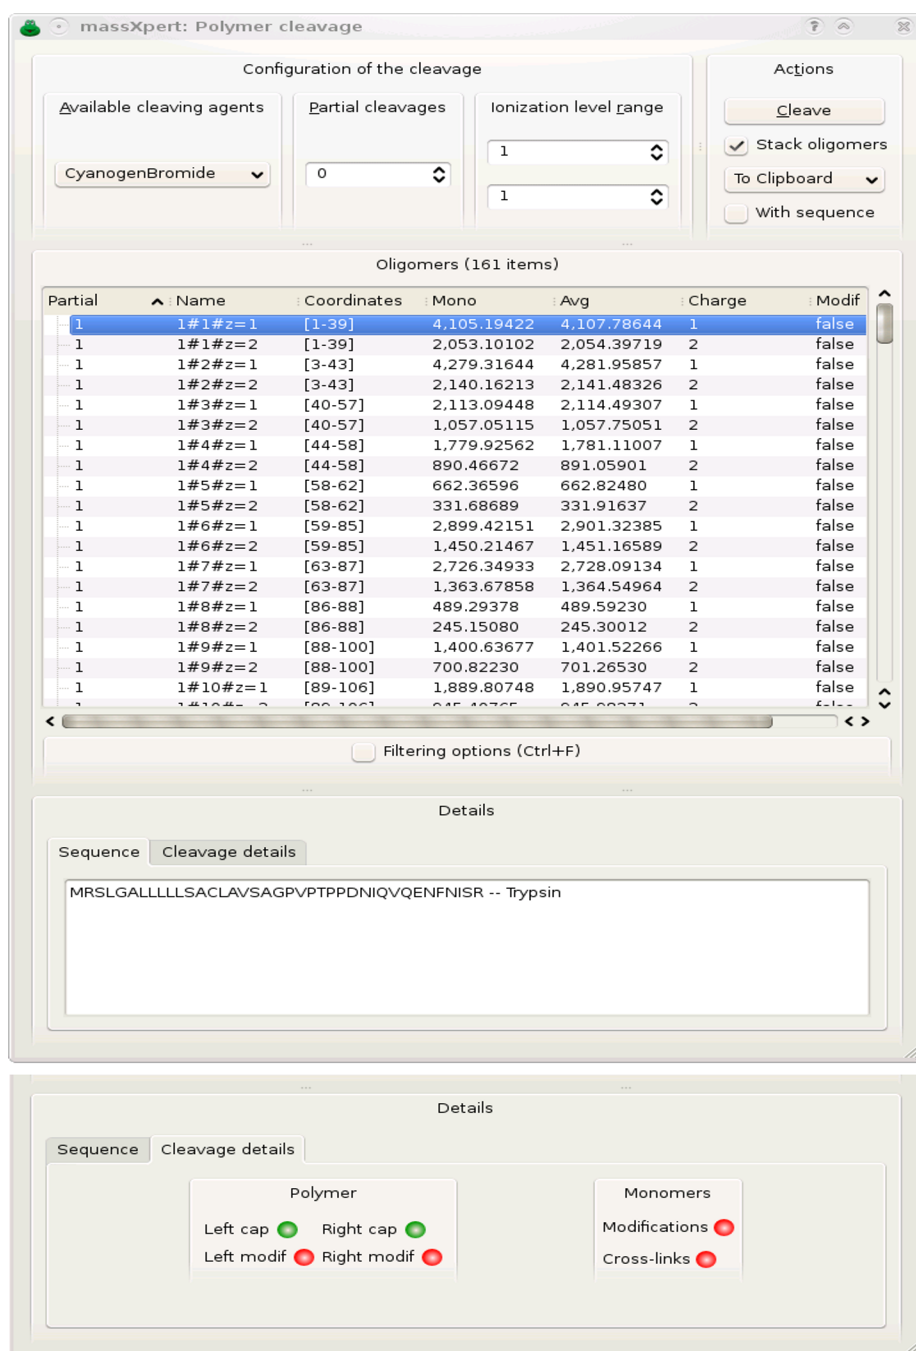 massXpert: Polymer cleavage
Configuration of the cleavage
Actions
Available cleaving agents
Partial cleavages
Ionization level range
Cleave
1
Stack oligomers
CyanogenBromide
0
To Clipboard
1
With sequence
Oligomers (161 items)
Partial Name Coordinates Mono Avg Charge Modif
1 1#1#z=1 [1-39] 4,105.19422 4,107.78644 1 false
1 1#1#z=2 [1-39] 2,053.10102 2,054.39719 2 false
1 1#2#z=1 [3-43] 4,279.31644 4,281.95857 1 false
1 1#2#z=2 [3-43] 2,140.16213 2,141.48326 2 false
1 1#3#z=1 [40-57] 2,113.09448 2,114.49307 1 false
1 1#3#z=2 [40-57] 1,057.05115 1,057.75051 2 false
1 1#4#z=1 [44-58] 1,779.92562 1,781.11007 1 false
1 1#4#z=2 [44-58] 890.46672 891.05901 2 false
1 1#5#z=1 [58-62] 662.36596 662.82480 1 false
1 1#5#z=2 [58-62] 331.68689 331.91637 2 false
1 1#6#z=1 [59-85] 2,899.42151 2,901.32385 1 false
1 1#6#z=2 [59-85] 1,450.21467 1,451.16589 2 false
1 1#7#z=1 [63-87] 2,726.34933 2,728.09134 1 false
1 1#7#z=2 [63-87] 1,363.67858 1,364.54964 2 false
1 1#8#z=1 [86-88] 489.29378 489.59230 1 false
1 1#8#z=2 [86-88] 245.15080 245.30012 2 false
1 1#9#z=1 [88-100] 1,400.63677 1,401.52266 1 false
1 1#9#z=2 [88-100] 700.82230 701.26530 2 false
1 1#10#z=1 [89-106] 1,889.80748 1,890.95747 1 false
Filtering options (Ctrl+F)
Details
Sequence Cleavage details
MRSLGALLLLLSACLAVSAGPVPTPPDNIQVQENFNISR -- Trypsin
Details
Sequence Cleavage details
Polymer
Monomers
Left cap Right cap
Modifications
Left modif Right modif
Cross-links